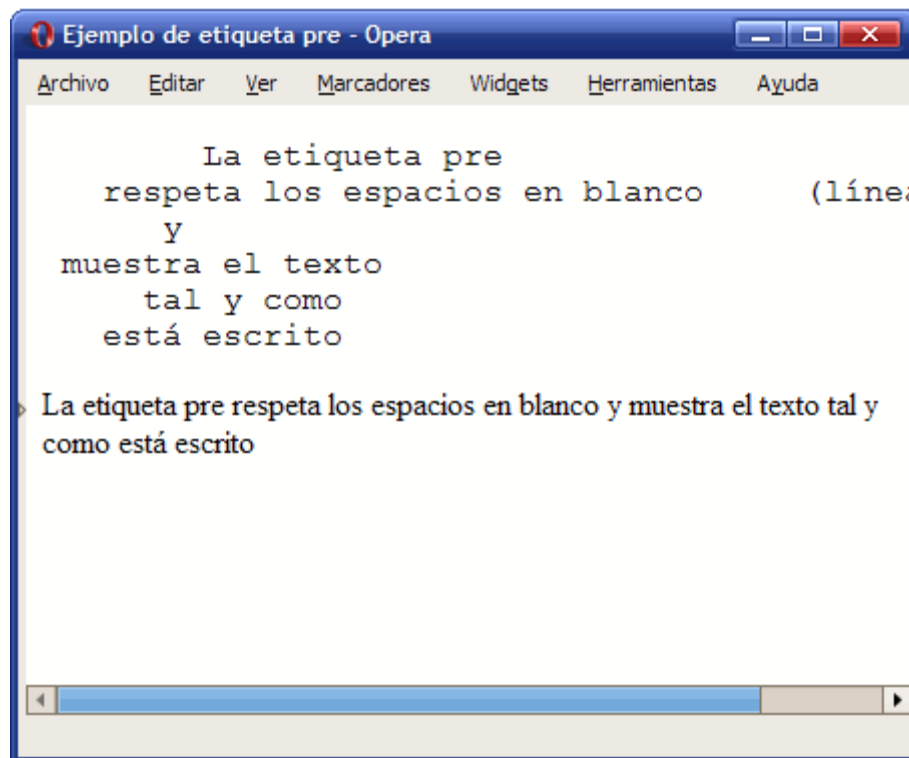 Ejemplo de etiqueta pre - Opera
Archivo Editar Ver Marcadores Widgets Herramientas Ayuda
La etiqueta pre
respeta los espacios en blanco (línea
y
muestra el texto
tal y como
está escrito
La etiqueta pre respeta los espacios en blanco y muestra el texto tal y
como está escrito